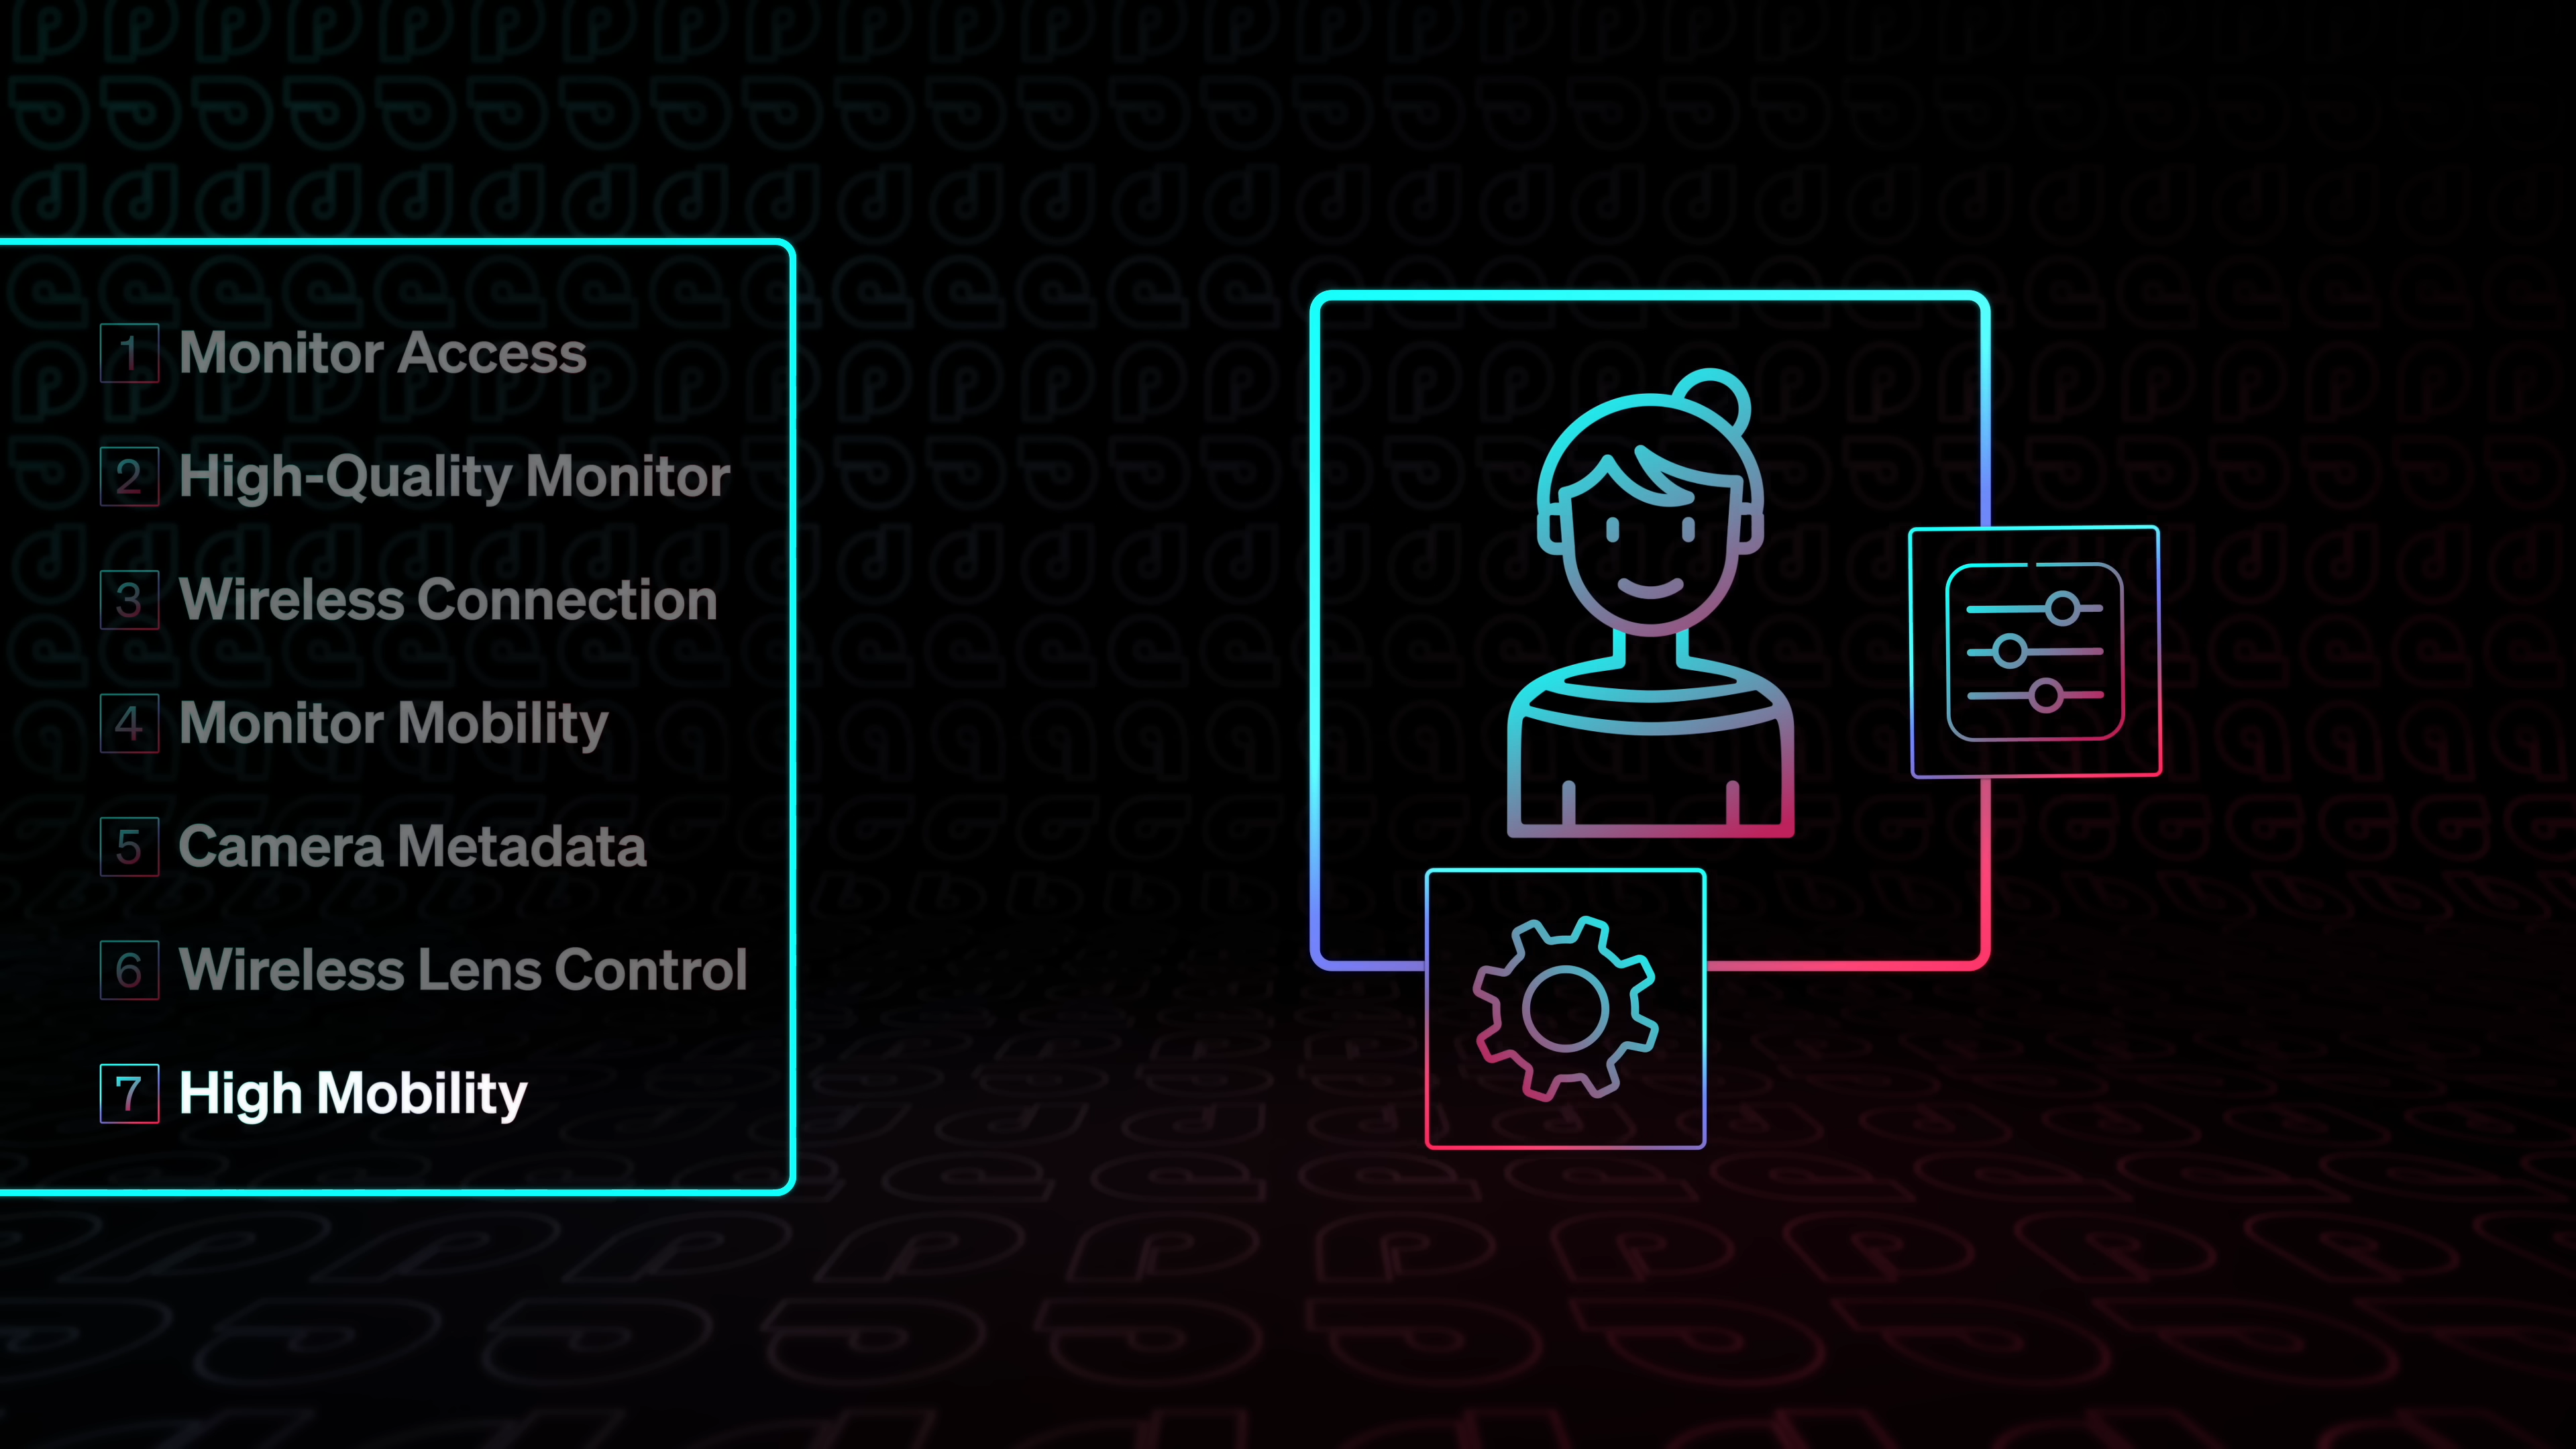 1 Monitor Access
2 High-Quality Monitor
3 Wireless Connection
4 Monitor Mobility
5 Camera Metadata
6 Wireless Lens Control
7 High Mobility